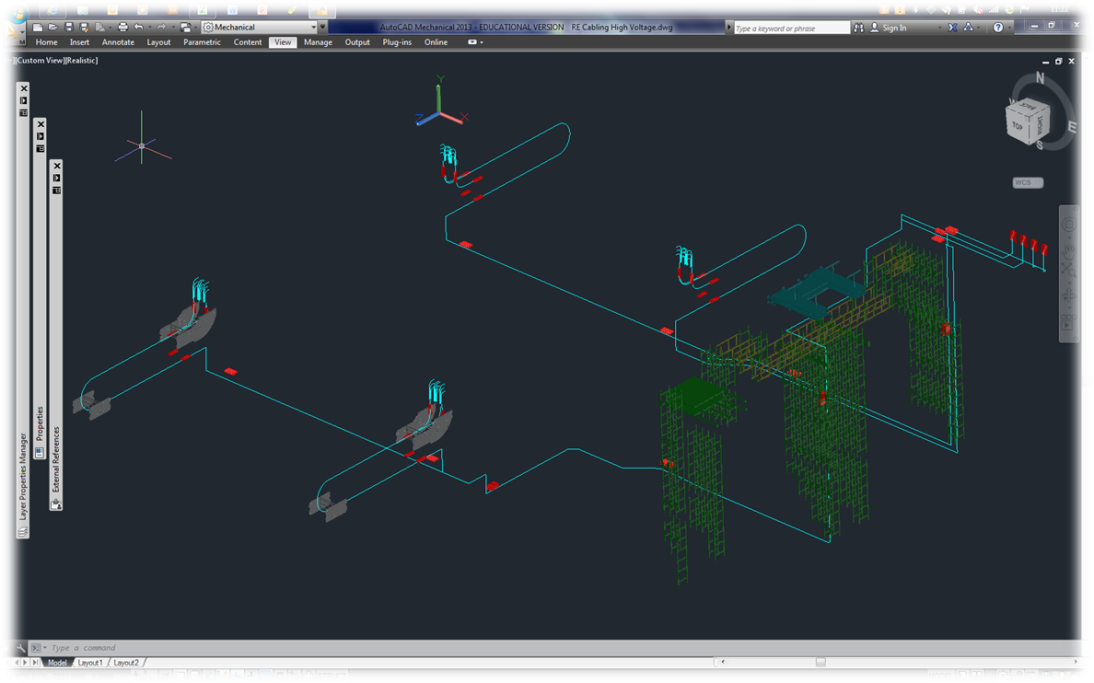 Mechanical
AutoCAD Mechanical 2013 - EDUCATIONAL VERSION
RE Cabling High Voltage.dwg
Type a keyword or phrase
Sign In
Home
Insert
Annotate
Layout
Parametric
Content
View
Manage
Output
Plug-ins
Online
][Custom View][Realistic]
Y
Z
X
N
E
S
TOP
WCS
Layer Properties Manager
Properties
External References
Type a command
Model
Layout1
Layout2